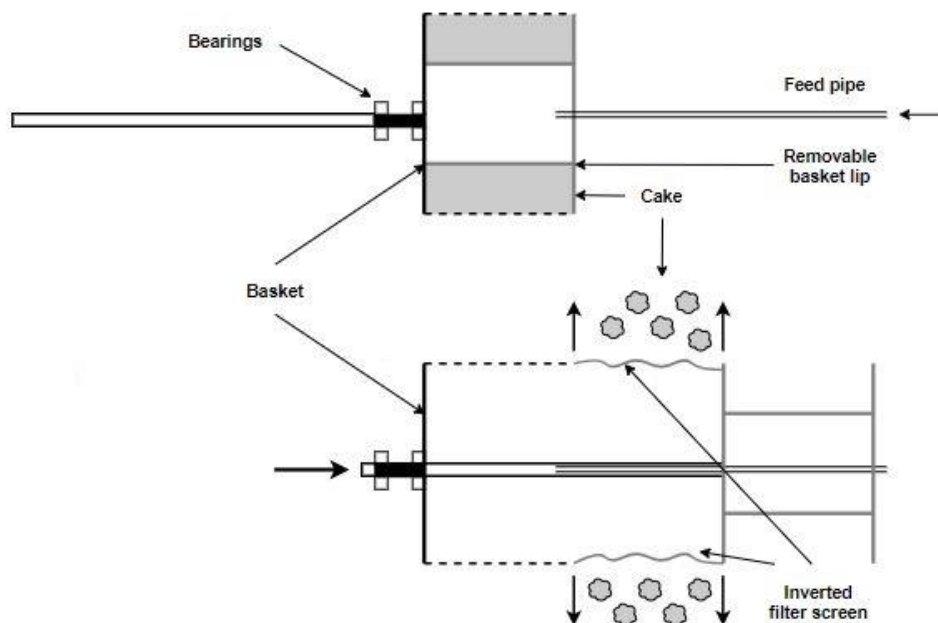 Bearings
Feed pipe
Removable
basket lip
Cake
Basket
Inverted
filter screen